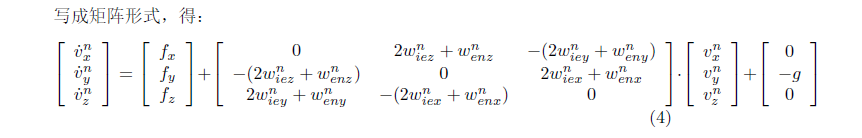 写成矩阵形式，得：
$$\begin{bmatrix} \dot{v}_x^n \\ \dot{v}_y^n \\ \dot{v}_z^n \end{bmatrix} = \begin{bmatrix} f_x \\ f_y \\ f_z \end{bmatrix} + \begin{bmatrix} 0 & 2w_{iez}^n + w_{enz}^n & -(2w_{iey}^n + w_{eny}^n) \\ -(2w_{iez}^n + w_{enz}^n) & 0 & 2w_{iex}^n + w_{enx}^n \\ 2w_{iey}^n + w_{eny}^n & -(2w_{iex}^n + w_{enx}^n) & 0 \end{bmatrix} \cdot \begin{bmatrix} v_x^n \\ v_y^n \\ v_z^n \end{bmatrix} + \begin{bmatrix} 0 \\ -g \\ 0 \end{bmatrix}$$
(4)